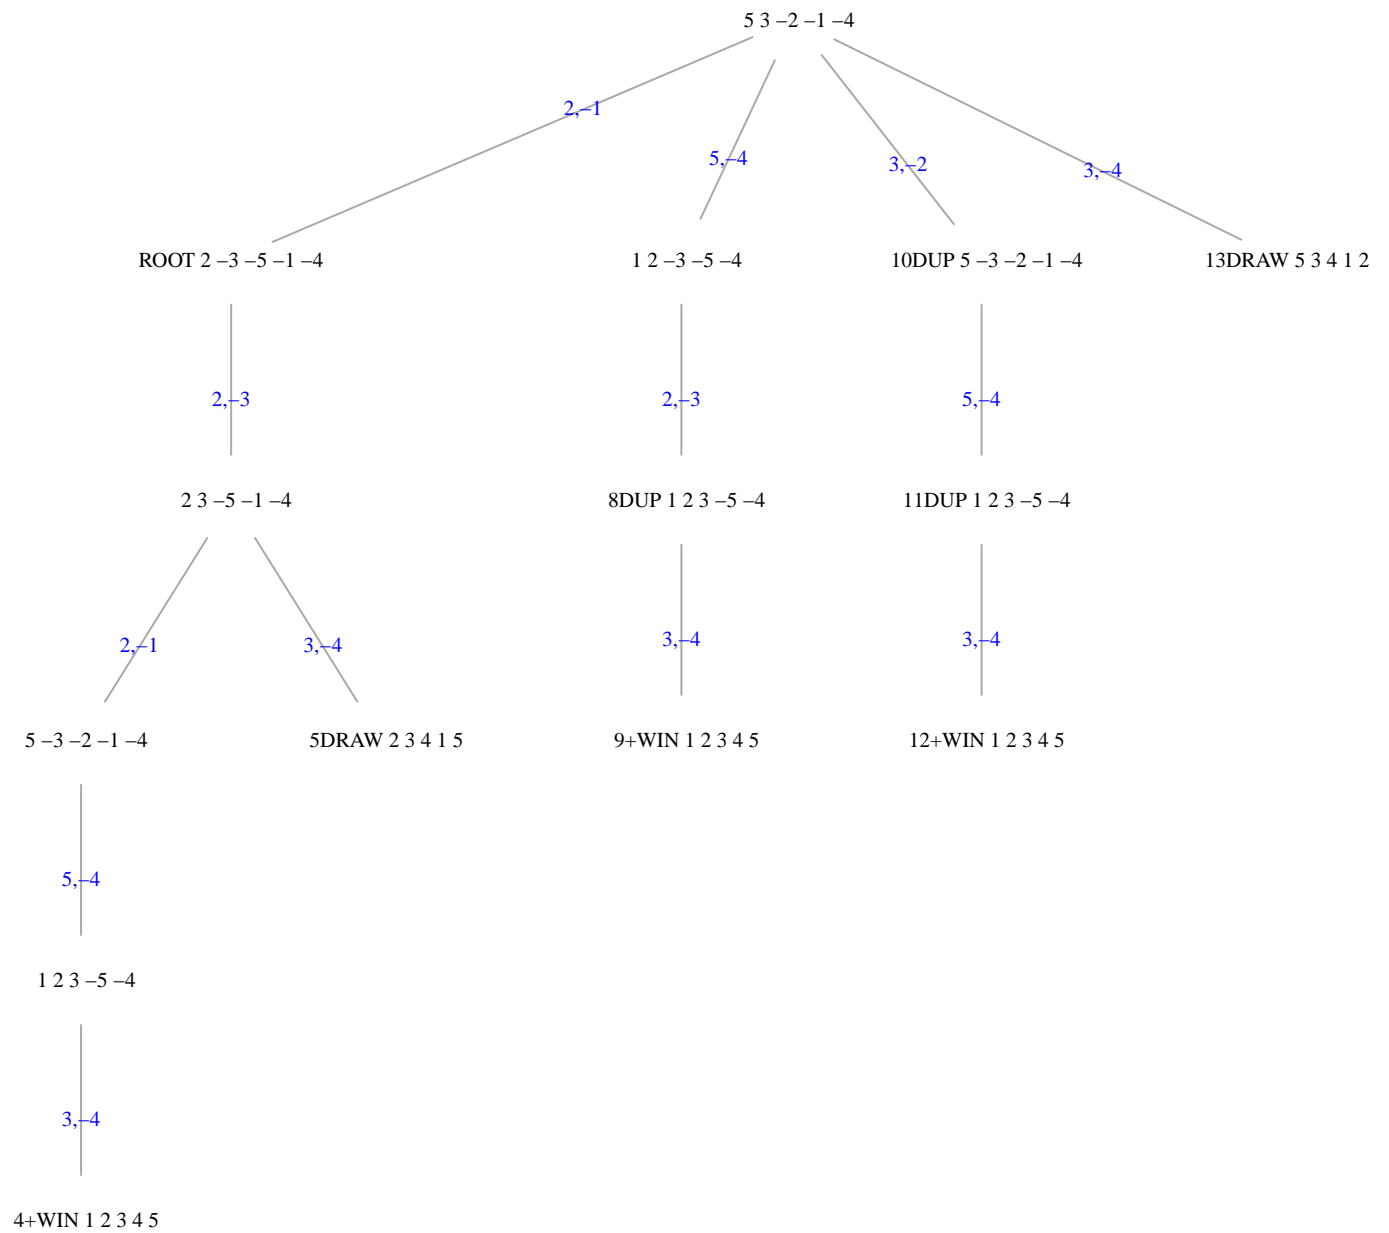 5 3 –2 –1 –4
2,–1
5,–4
3,–2
3,–4
ROOT 2 –3 –5 –1 –4
1 2 –3 –5 –4
10DUP 5 –3 –2 –1 –4
13DRAW 5 3 4 1 2
2,–3
2,–3
5,–4
2 3 –5 –1 –4
8DUP 1 2 3 –5 –4
11DUP 1 2 3 –5 –4
2,–1
3,–4
3,–4
3,–4
5 –3 –2 –1 –4
5DRAW 2 3 4 1 5
9+WIN 1 2 3 4 5
12+WIN 1 2 3 4 5
5,–4
1 2 3 –5 –4
3,–4
4+WIN 1 2 3 4 5